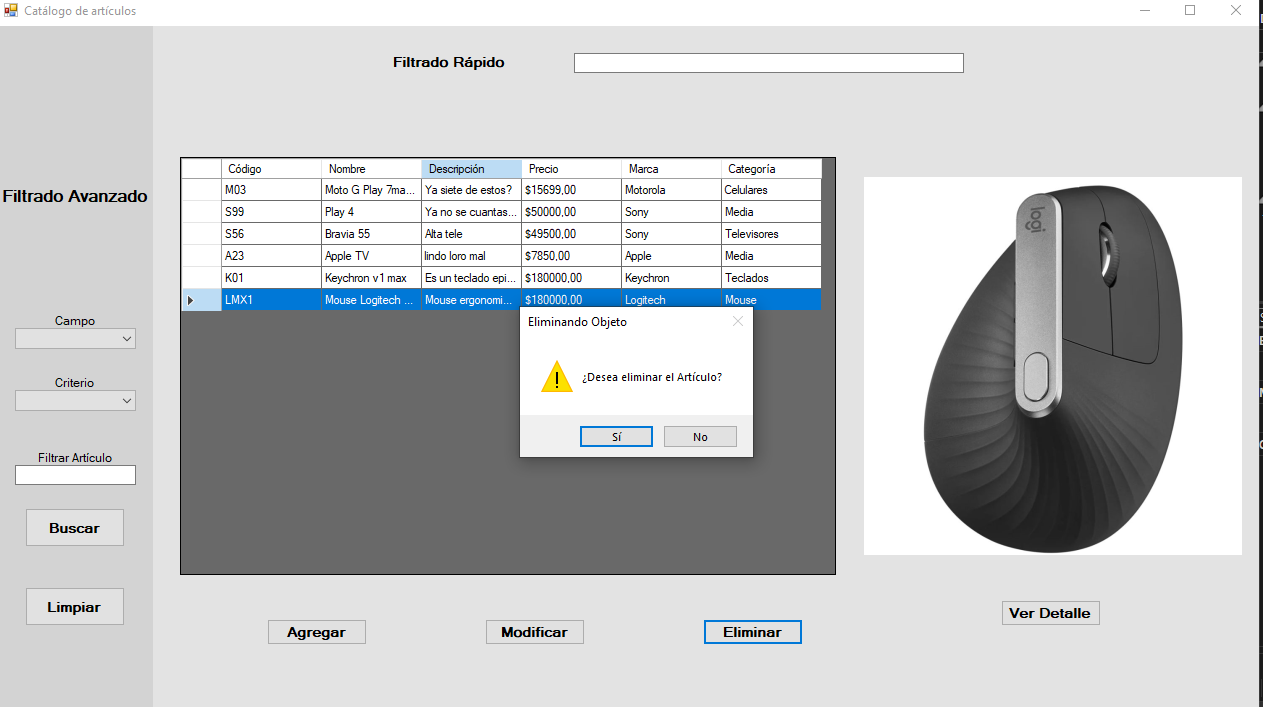 Catálogo de artículos
Filtrado Rápido
Filtrado Avanzado
Campo
Criterio
Filtrar Artículo
Buscar
Limpiar
Código Nombre Descripción Precio Marca Categoría
M03 Moto G Play 7ma... Ya siete de estos? $15699,00 Motorola Celulares
S99 Play 4 Ya no se cuantas... $50000,00 Sony Media
S56 Bravia 55 Alta tele $49500,00 Sony Televisores
A23 Apple TV lindo loro mal $7850,00 Apple Media
K01 Keychron v1 max Es un teclado epi... $180000,00 Keychron Teclados
LMX1 Mouse Logitech ... Mouse ergonomi... $180000,00 Logitech Mouse
Eliminando Objeto
¿Desea eliminar el Artículo?
Sí No
logi
Ver Detalle
Agregar Modificar Eliminar